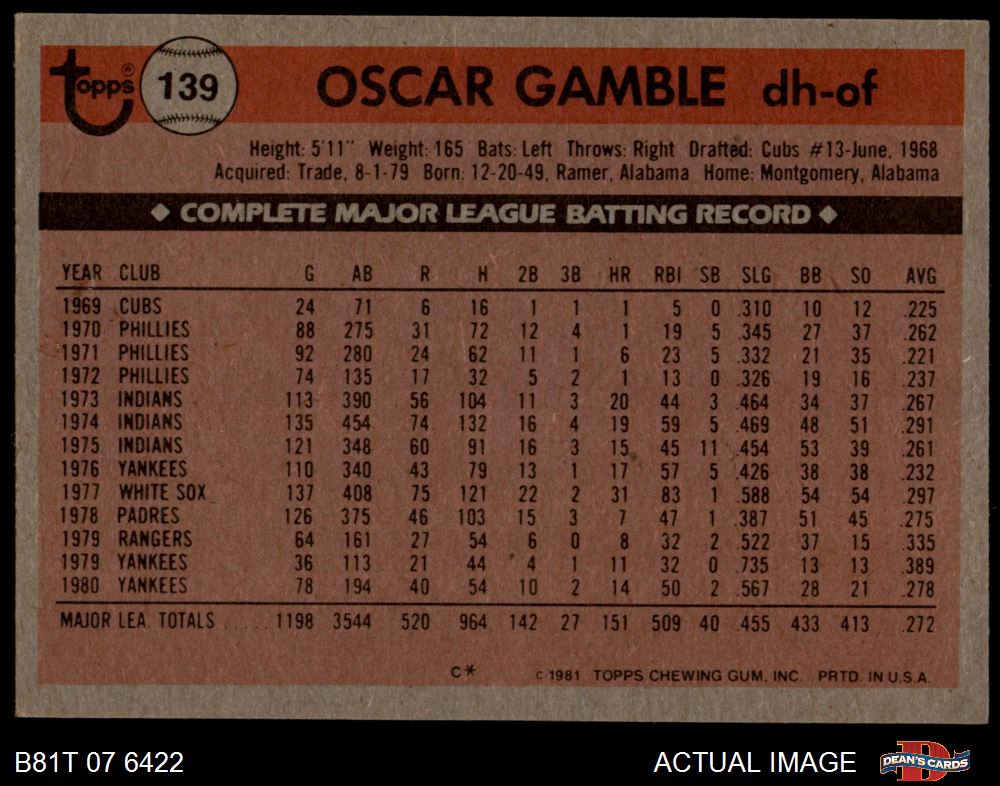 topps® 139 OSCAR GAMBLE dh-of
Height: 5'11" Weight: 165 Bats: Left Throws: Right Drafted: Cubs #13-June, 1968
Acquired: Trade, 8-1-79 Born: 12-20-49, Ramer, Alabama Home: Montgomery, Alabama
◆ COMPLETE MAJOR LEAGUE BATTING RECORD ◆
YEAR CLUB G AB R H 2B 3B HR RBI SB SLG BB SO AVG
1969 CUBS 24 71 6 16 1 1 1 5 0 .310 10 12 .225
1970 PHILLIES 88 275 31 72 12 4 1 19 5 .345 27 37 .262
1971 PHILLIES 92 280 24 62 11 1 6 23 5 .332 21 35 .221
1972 PHILLIES 74 135 17 32 5 2 1 13 0 .326 19 16 .237
1973 INDIANS 113 390 56 104 11 3 20 44 3 .464 34 37 .267
1974 INDIANS 135 454 74 132 16 4 19 59 5 .469 48 51 .291
1975 INDIANS 121 348 60 91 16 3 15 45 11 .454 53 39 .261
1976 YANKEES 110 340 43 79 13 1 17 57 5 .426 38 38 .232
1977 WHITE SOX 137 408 75 121 22 2 31 83 1 .588 54 54 .297
1978 PADRES 126 375 46 103 15 3 7 47 1 .387 51 45 .275
1979 RANGERS 64 161 27 54 6 0 8 32 2 .522 37 15 .335
1979 YANKEES 36 113 21 44 4 1 11 32 0 .735 13 13 .389
1980 YANKEES 78 194 40 54 10 2 14 50 2 .567 28 21 .278
MAJOR LEA. TOTALS ..... 1198 3544 520 964 142 27 151 509 40 .455 433 413 .272
C* © 1981 TOPPS CHEWING GUM, INC. PRTD. IN U.S.A.
B81T 07 6422 ACTUAL IMAGE D DEAN'S CARDS